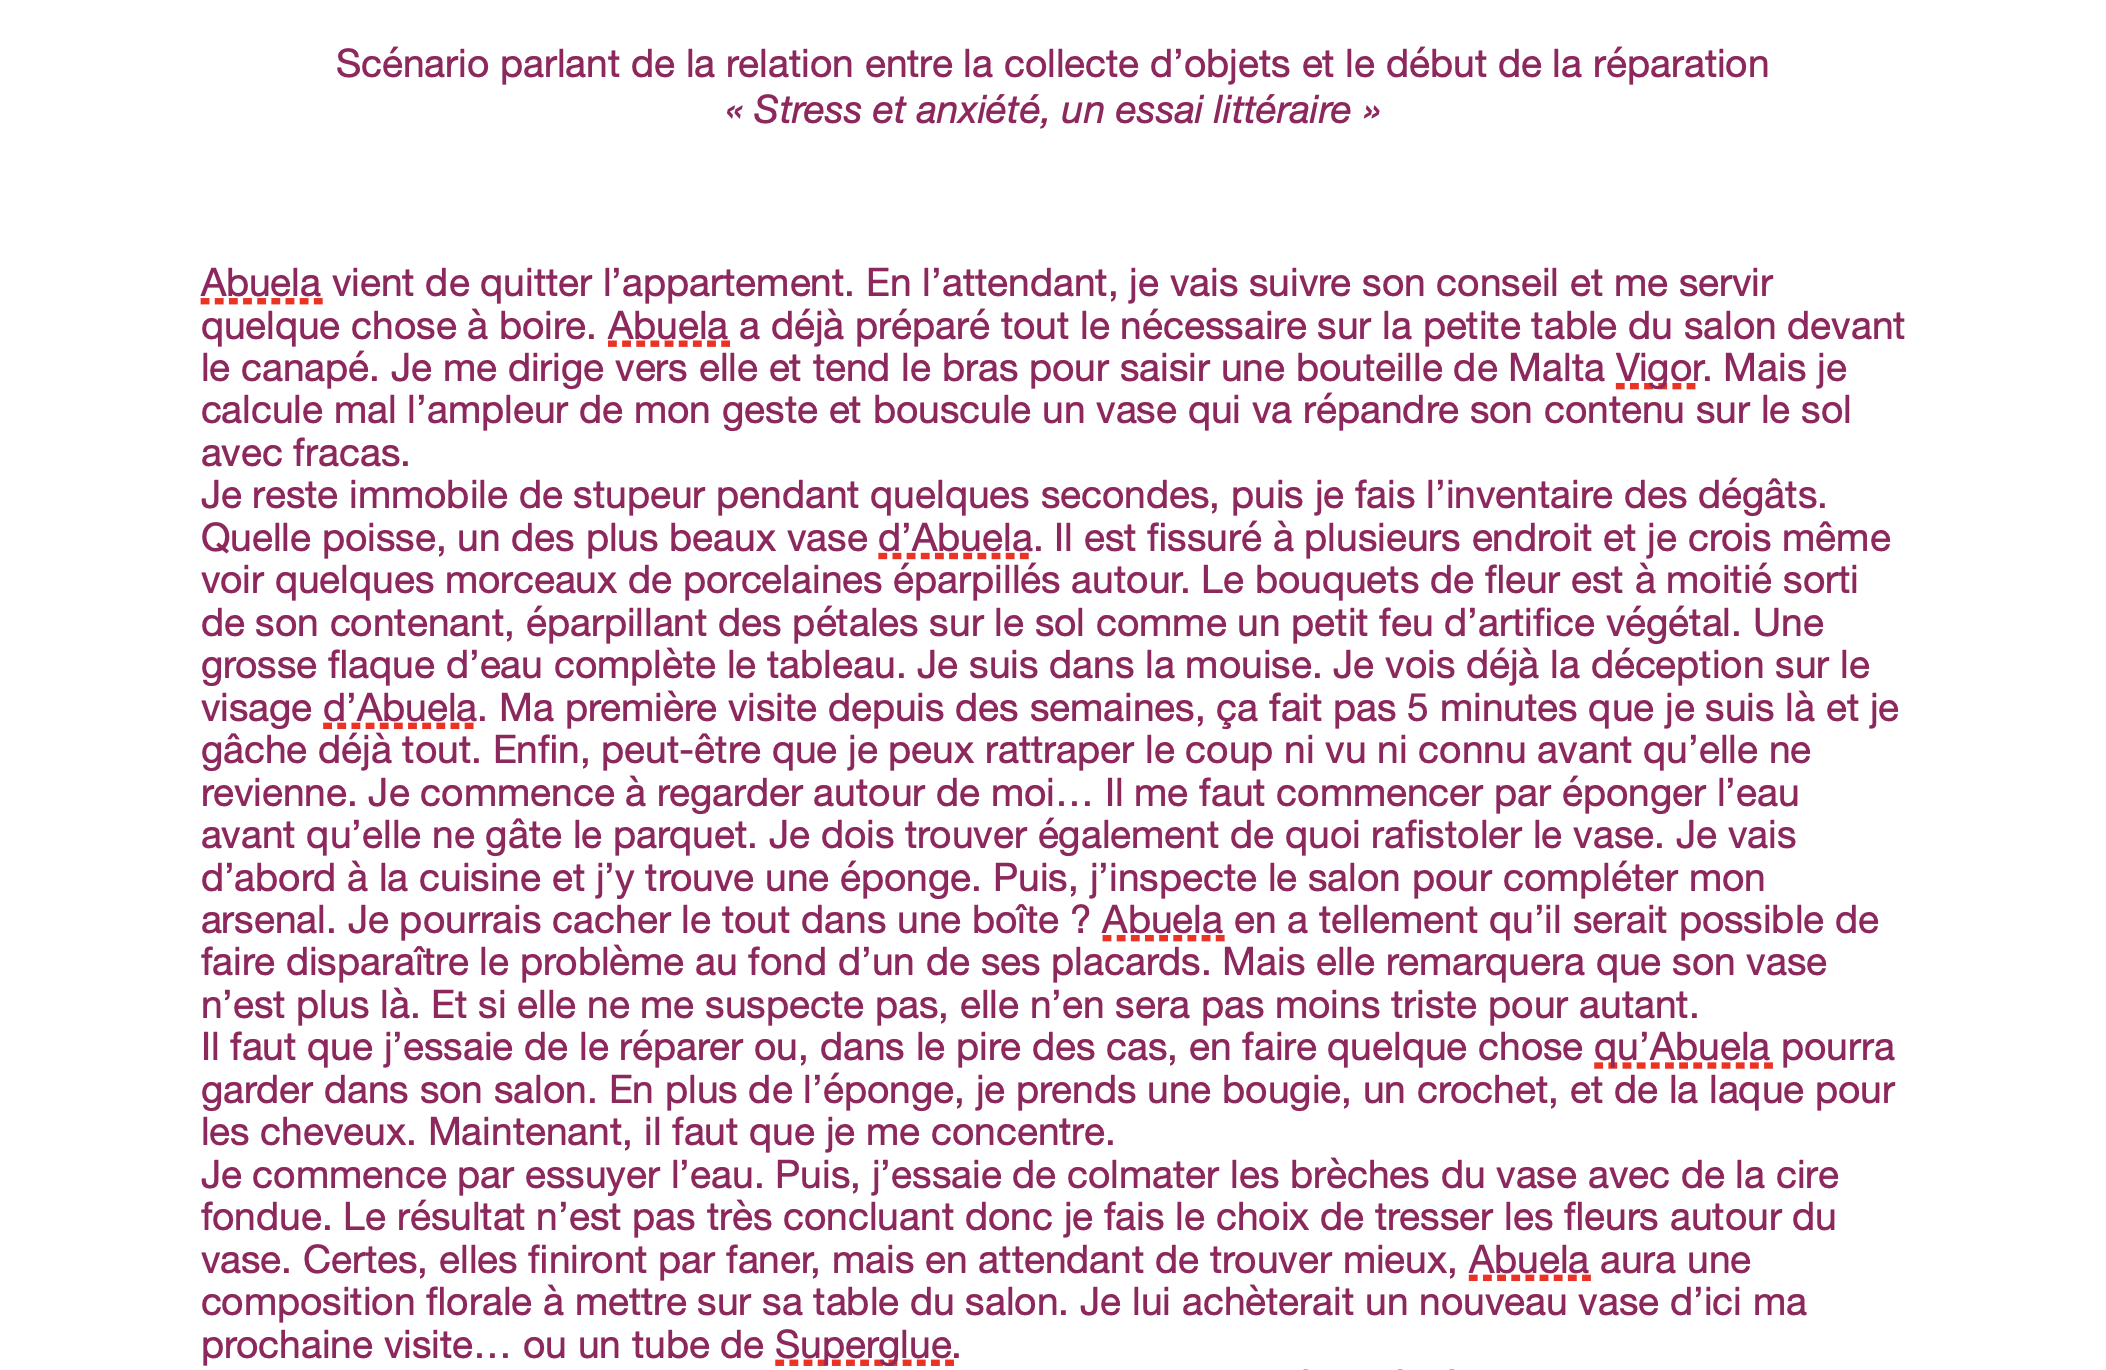 Scénario parlant de la relation entre la collecte d’objets et le début de la réparation
« Stress et anxiété, un essai littéraire »
Abuela vient de quitter l’appartement. En l’attendant, je vais suivre son conseil et me servir
quelque chose à boire. Abuela a déjà préparé tout le nécessaire sur la petite table du salon devant
le canapé. Je me dirige vers elle et tend le bras pour saisir une bouteille de Malta Vigor. Mais je
calcule mal l’ampleur de mon geste et bouscule un vase qui va répandre son contenu sur le sol
avec fracas.
Je reste immobile de stupeur pendant quelques secondes, puis je fais l’inventaire des dégâts.
Quelle poisse, un des plus beaux vase d’Abuela. Il est fissuré à plusieurs endroit et je crois même
voir quelques morceaux de porcelaines éparpillés autour. Le bouquets de fleur est à moitié sorti
de son contenant, éparpillant des pétales sur le sol comme un petit feu d’artifice végétal. Une
grosse flaque d’eau complète le tableau. Je suis dans la mouise. Je vois déjà la déception sur le
visage d’Abuela. Ma première visite depuis des semaines, ça fait pas 5 minutes que je suis là et je
gâche déjà tout. Enfin, peut-être que je peux rattraper le coup ni vu ni connu avant qu’elle ne
revienne. Je commence à regarder autour de moi… Il me faut commencer par éponger l’eau
avant qu’elle ne gâte le parquet. Je dois trouver également de quoi rafistoler le vase. Je vais
d’abord à la cuisine et j’y trouve une éponge. Puis, j’inspecte le salon pour compléter mon
arsenal. Je pourrais cacher le tout dans une boîte ? Abuela en a tellement qu’il serait possible de
faire disparaître le problème au fond d’un de ses placards. Mais elle remarquera que son vase
n’est plus là. Et si elle ne me suspecte pas, elle n’en sera pas moins triste pour autant.
Il faut que j’essaie de le réparer ou, dans le pire des cas, en faire quelque chose qu’Abuela pourra
garder dans son salon. En plus de l’éponge, je prends une bougie, un crochet, et de la laque pour
les cheveux. Maintenant, il faut que je me concentre.
Je commence par essuyer l’eau. Puis, j’essaie de colmater les brèches du vase avec de la cire
fondue. Le résultat n’est pas très concluant donc je fais le choix de tresser les fleurs autour du
vase. Certes, elles finiront par faner, mais en attendant de trouver mieux, Abuela aura une
composition florale à mettre sur sa table du salon. Je lui achèterait un nouveau vase d’ici ma
prochaine visite… ou un tube de Superglue.